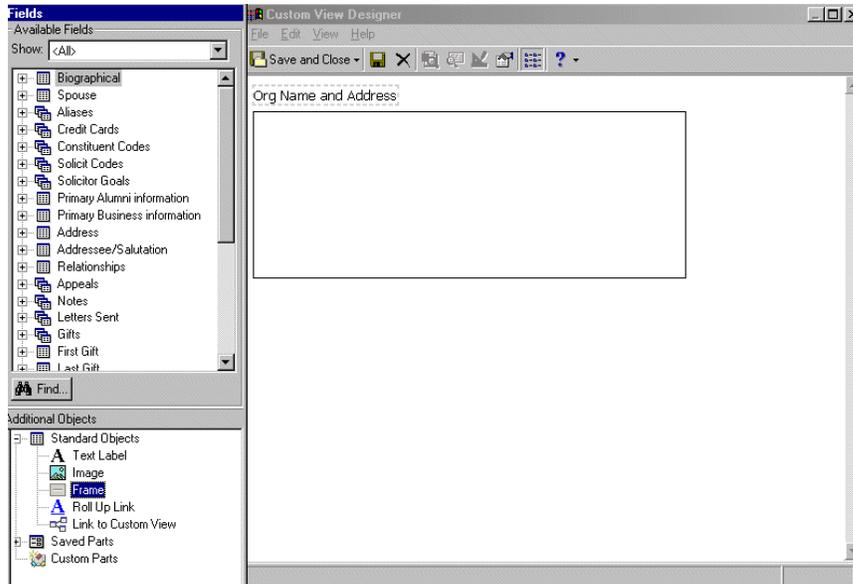 Fields
Available Fields
Show: <All>
Biographical
Spouse
Aliases
Credit Cards
Constituent Codes
Solicit Codes
Solicitor Goals
Primary Alumni information
Primary Business information
Address
Addressee/Salutation
Relationships
Appeals
Notes
Letters Sent
Gifts
First Gift
Last Gift
Find...
Additional Objects
Standard Objects
A Text Label
Image
Frame
A Roll Up Link
Link to Custom View
Saved Parts
Custom Parts
Custom View Designer
File Edit View Help
Save and Close
?
Org Name and Address